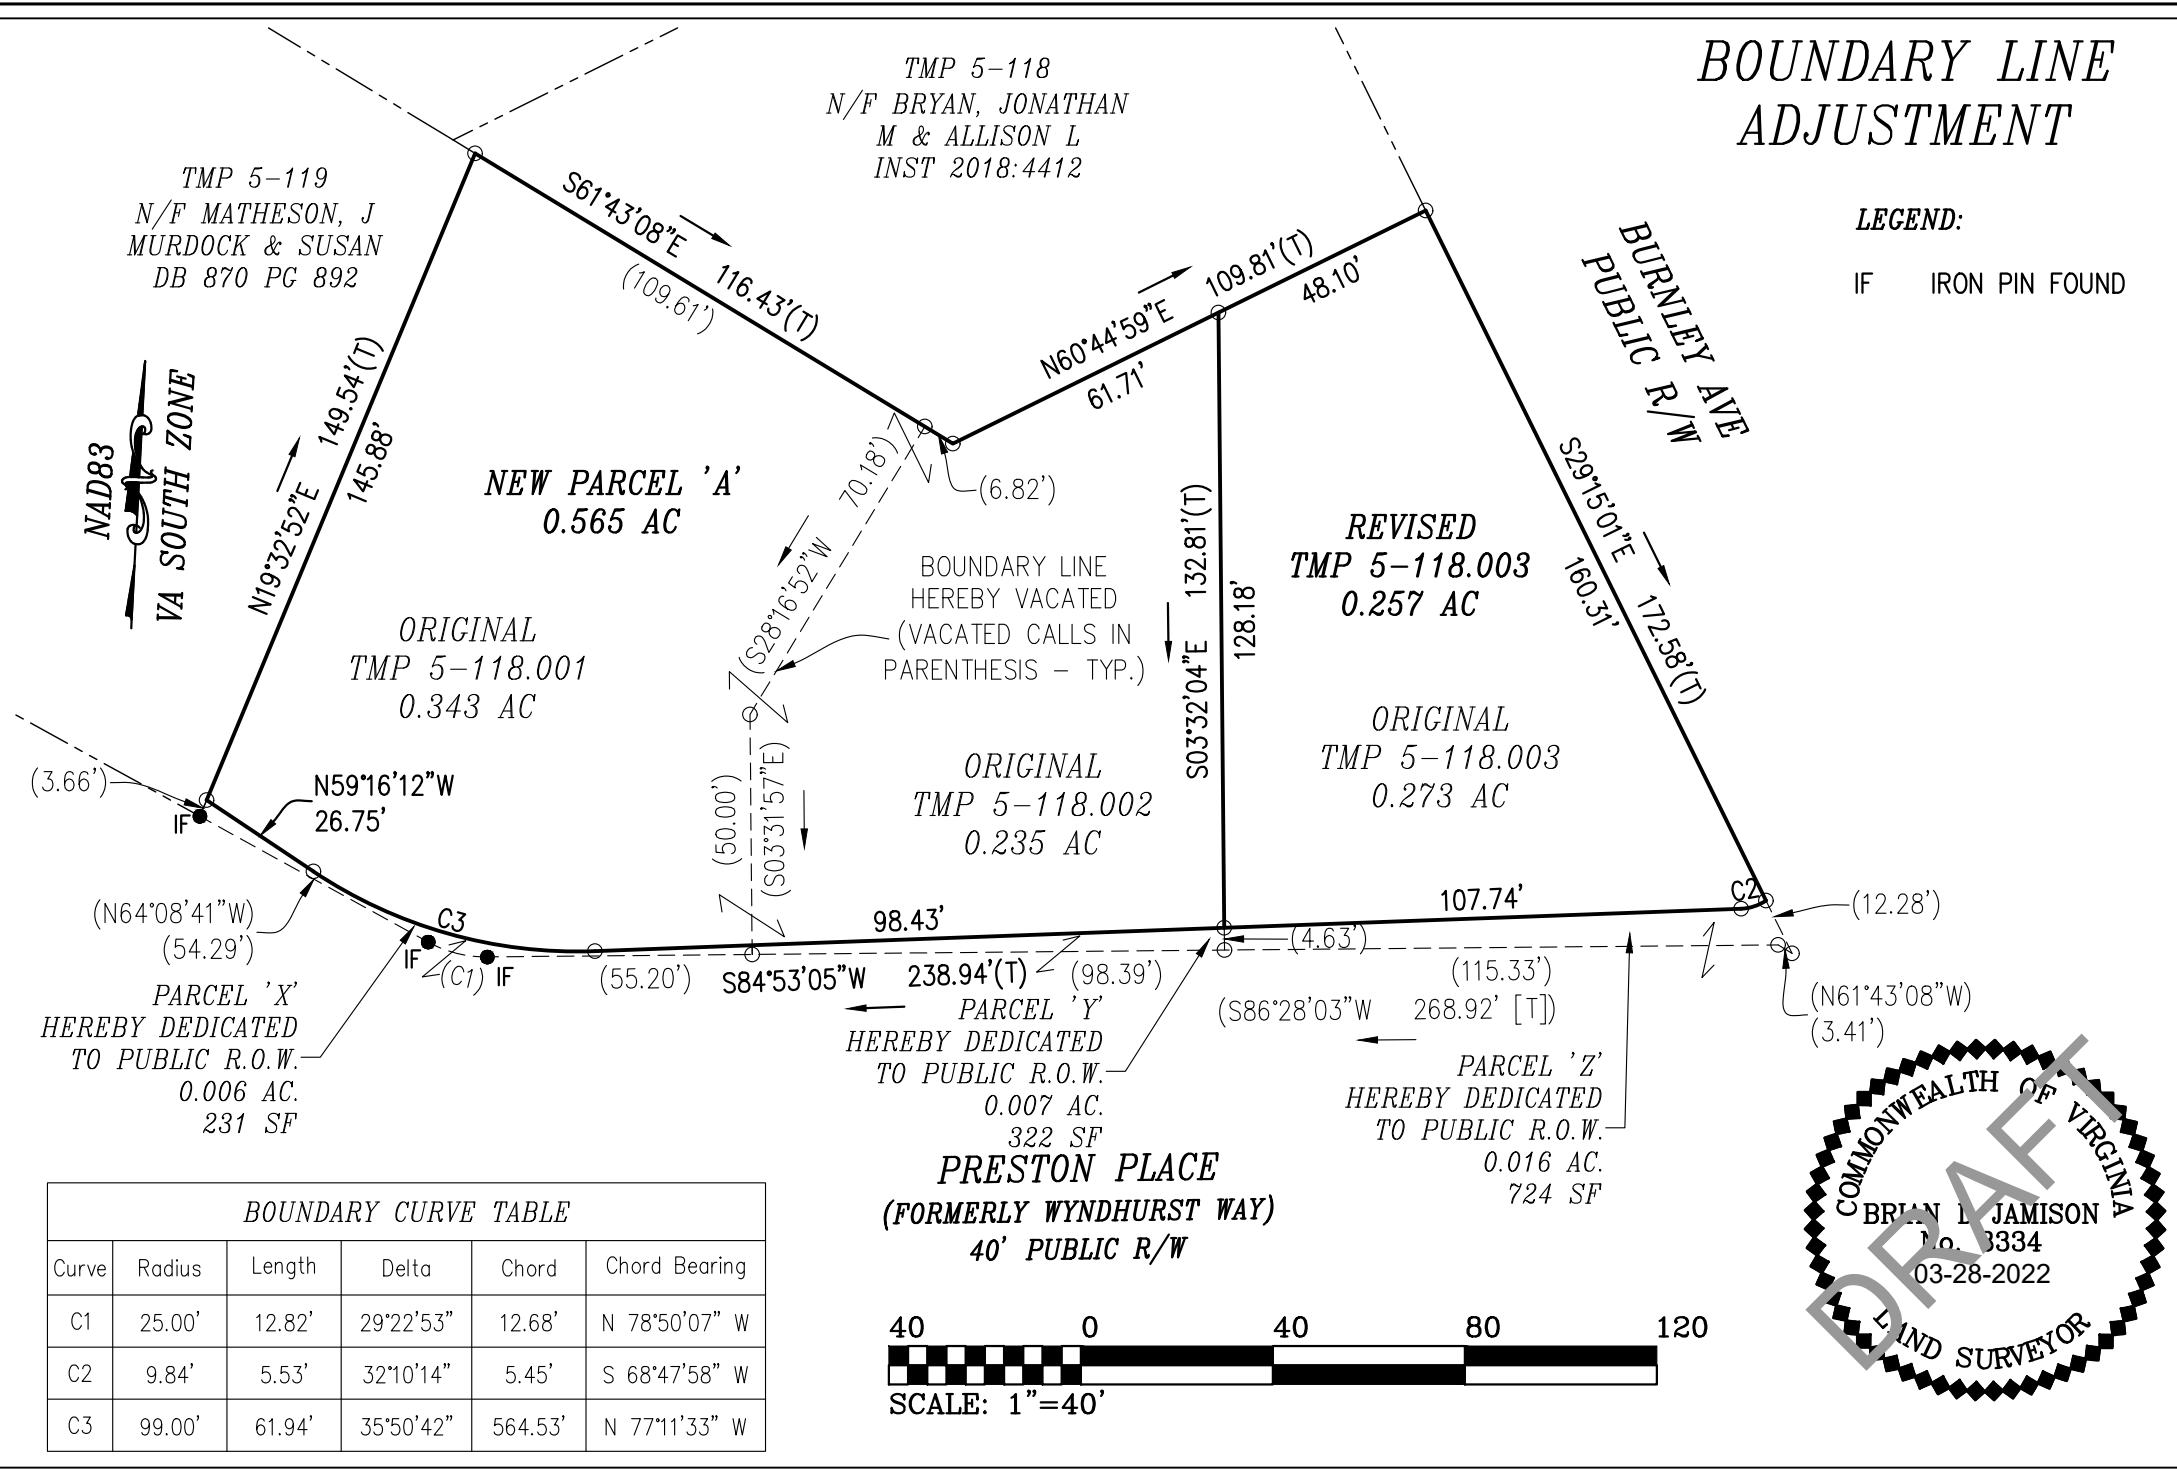 BOUNDARY LINE
ADJUSTMENT
LEGEND:
IF IRON PIN FOUND
TMP 5-118
N/F BRYAN, JONATHAN
M & ALLISON L
INST 2018:4412
TMP 5-119
N/F MATHESON, J
MURDOCK & SUSAN
DB 870 PG 892
NAD83
VA SOUTH ZONE
N19°32'52"E 149.54'(T)
145.88'
S61°43'08"E 116.43'(T)
(109.61')
N60°44'59"E 109.81'(T)
61.71'
48.10'
BURNLEY AVE
PUBLIC R/W
S29°15'01"E 172.58'(T)
160.31'
NEW PARCEL 'A'
0.565 AC
(S28°16'52"W 70.18')
(6.82')
BOUNDARY LINE
HEREBY VACATED
(VACATED CALLS IN
PARENTHESIS - TYP.)
S03°32'04"E 132.81'(T)
128.18'
REVISED
TMP 5-118.003
0.257 AC
ORIGINAL
TMP 5-118.001
0.343 AC
ORIGINAL
TMP 5-118.002
0.235 AC
ORIGINAL
TMP 5-118.003
0.273 AC
(50.00')
(S03°31'57"E)
(3.66')
IF
N59°16'12"W
26.75'
(N64°08'41"W)
(54.29')
C3
IF
(C1)
IF
(55.20')
98.43'
S84°53'05"W 238.94'(T)
(98.39')
(4.63')
107.74'
C2
(12.28')
(115.33')
(S86°28'03"W 268.92' [T])
(N61°43'08"W)
(3.41')
PARCEL 'X'
HEREBY DEDICATED
TO PUBLIC R.O.W.
0.006 AC.
231 SF
PARCEL 'Y'
HEREBY DEDICATED
TO PUBLIC R.O.W.
0.007 AC.
322 SF
PARCEL 'Z'
HEREBY DEDICATED
TO PUBLIC R.O.W.
0.016 AC.
724 SF
PRESTON PLACE
(FORMERLY WYNDHURST WAY)
40' PUBLIC R/W
BOUNDARY CURVE TABLE
Curve Radius Length Delta Chord Chord Bearing
C1 25.00' 12.82' 29°22'53" 12.68' N 78°50'07" W
C2 9.84' 5.53' 32°10'14" 5.45' S 68°47'58" W
C3 99.00' 61.94' 35°50'42" 564.53' N 77°11'33" W
40 0 40 80 120
SCALE: 1"=40'
COMMONWEALTH OF VIRGINIA
BRIAN JAMISON
No. 3334
03-28-2022
LAND SURVEYOR
DRAFT